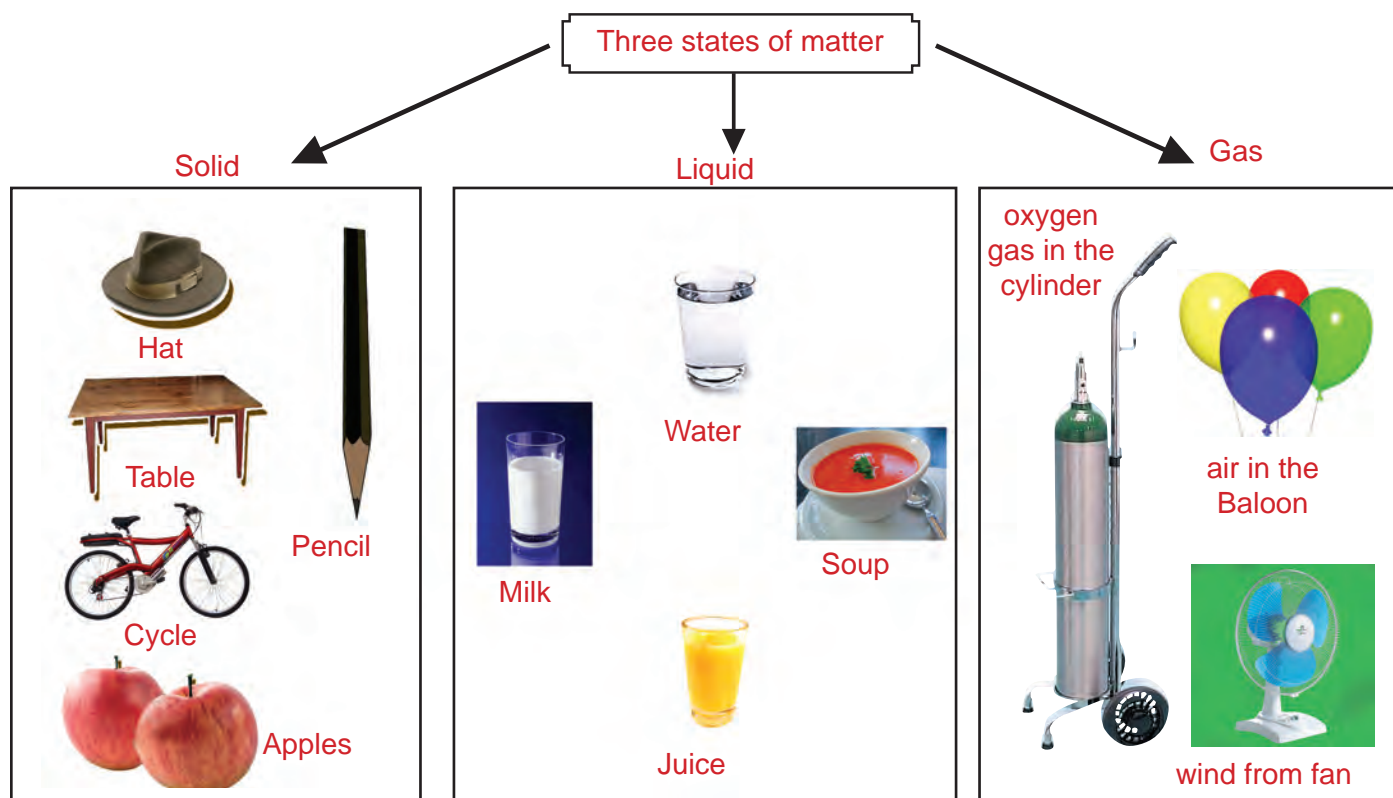 Three states of matter
Solid
Hat
Table
Pencil
Cycle
Apples
Liquid
Water
Milk
Soup
Juice
Gas
oxygen
gas in the
cylinder
air in the
Baloon
wind from fan